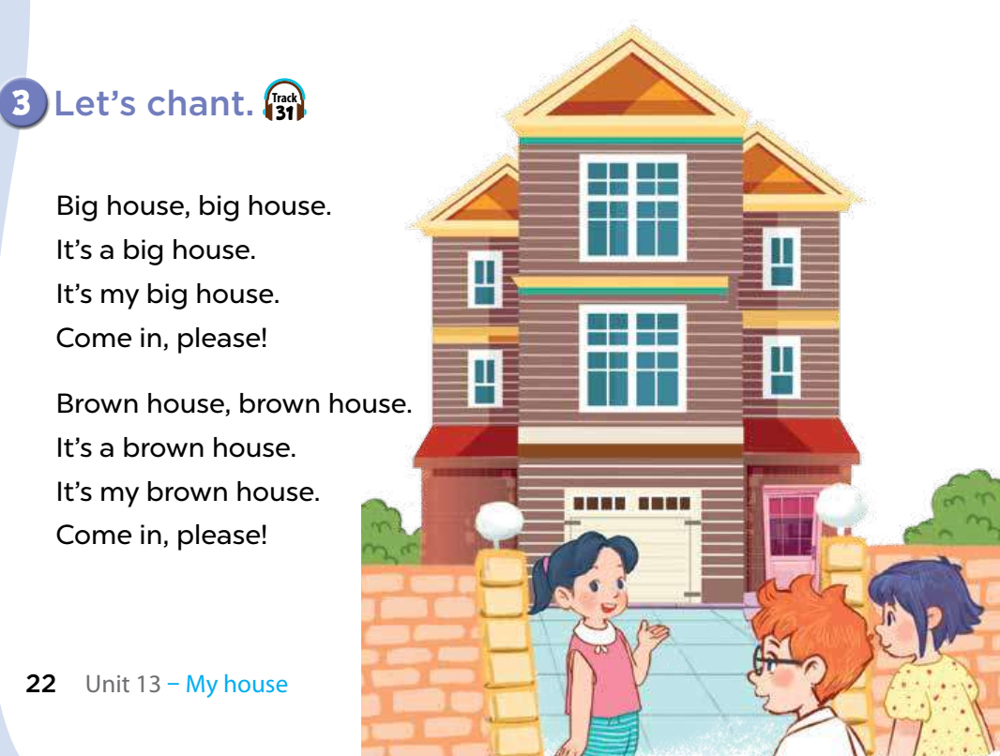 3 Let's chant. Track 31
Big house, big house.
It's a big house.
It's my big house.
Come in, please!
Brown house, brown house.
It's a brown house.
It's my brown house.
Come in, please!
22 Unit 13 – My house